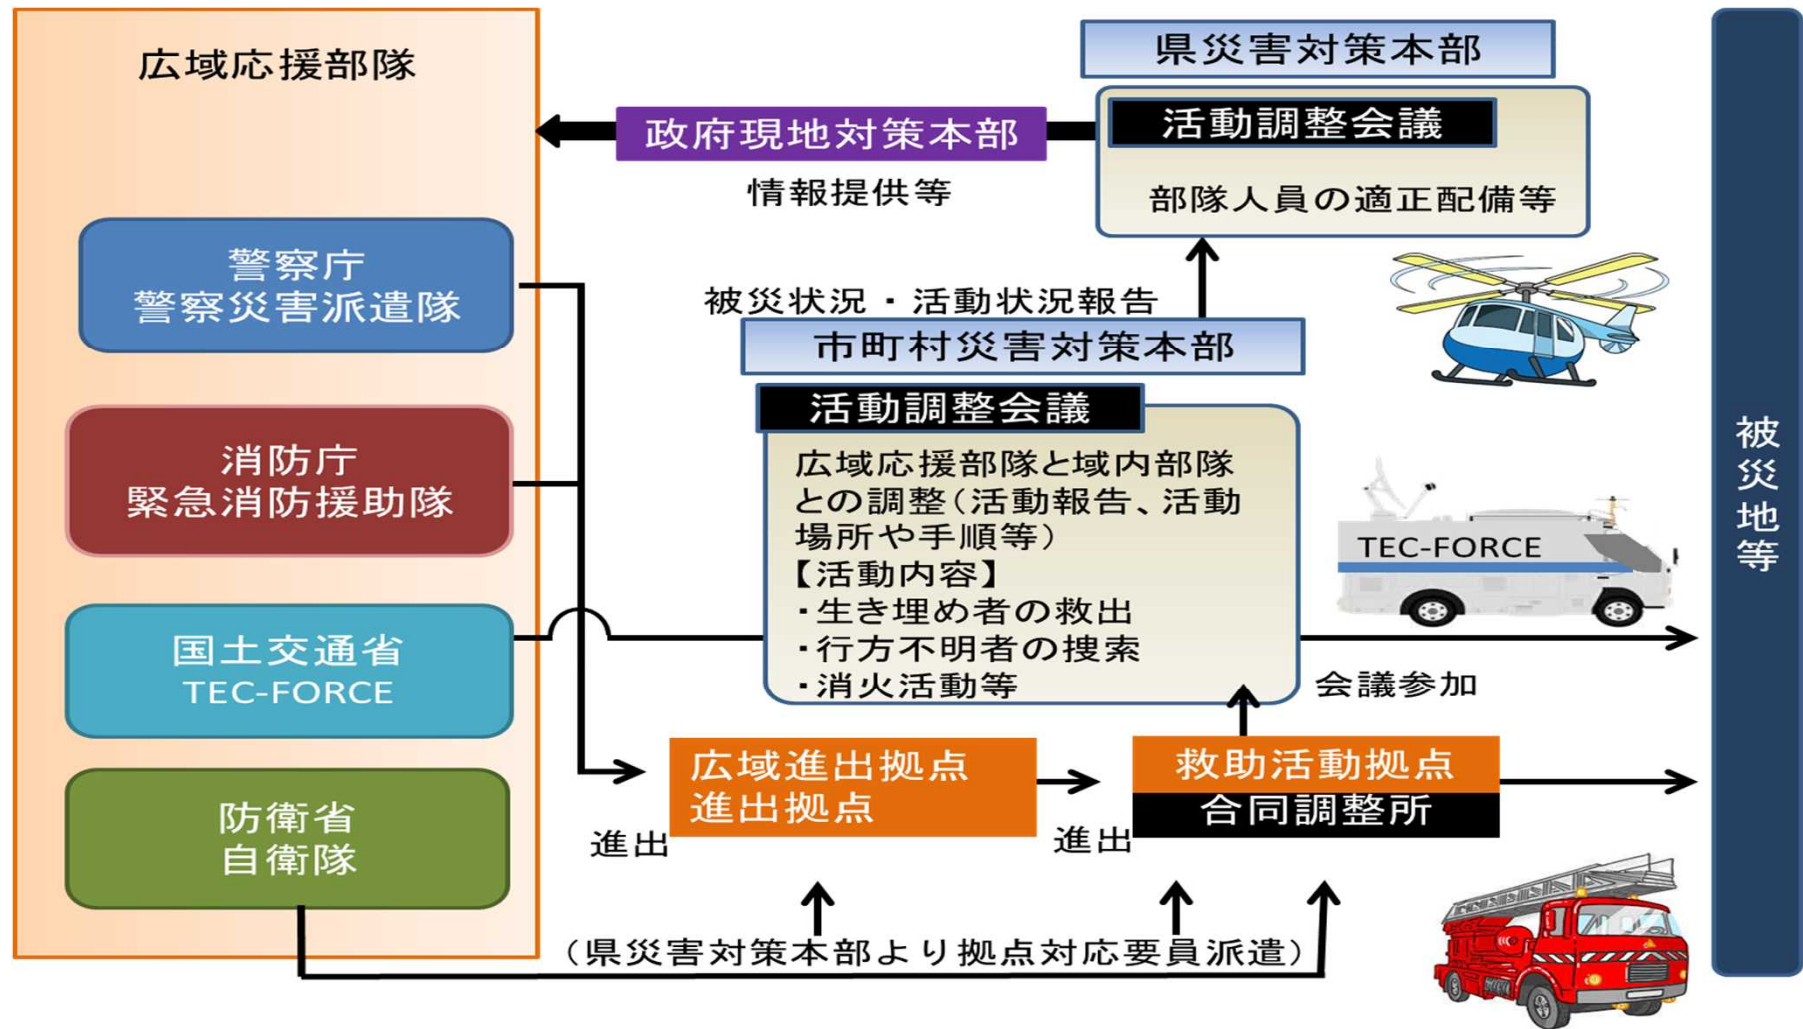 広域応援部隊
警察庁
警察災害派遣隊
消防庁
緊急消防援助隊
国土交通省
TEC-FORCE
防衛省
自衛隊
県災害対策本部
活動調整会議
部隊人員の適正配備等
政府現地対策本部
情報提供等
被災状況・活動状況報告
市町村災害対策本部
活動調整会議
広域応援部隊と域内部隊
との調整(活動報告、活動
場所や手順等)
【活動内容】
・生き埋め者の救出
・行方不明者の捜索
・消火活動等
TEC-FORCE
会議参加
広域進出拠点
進出拠点
進出
救助活動拠点
合同調整所
進出
(県災害対策本部より拠点対応要員派遣)
被災地等